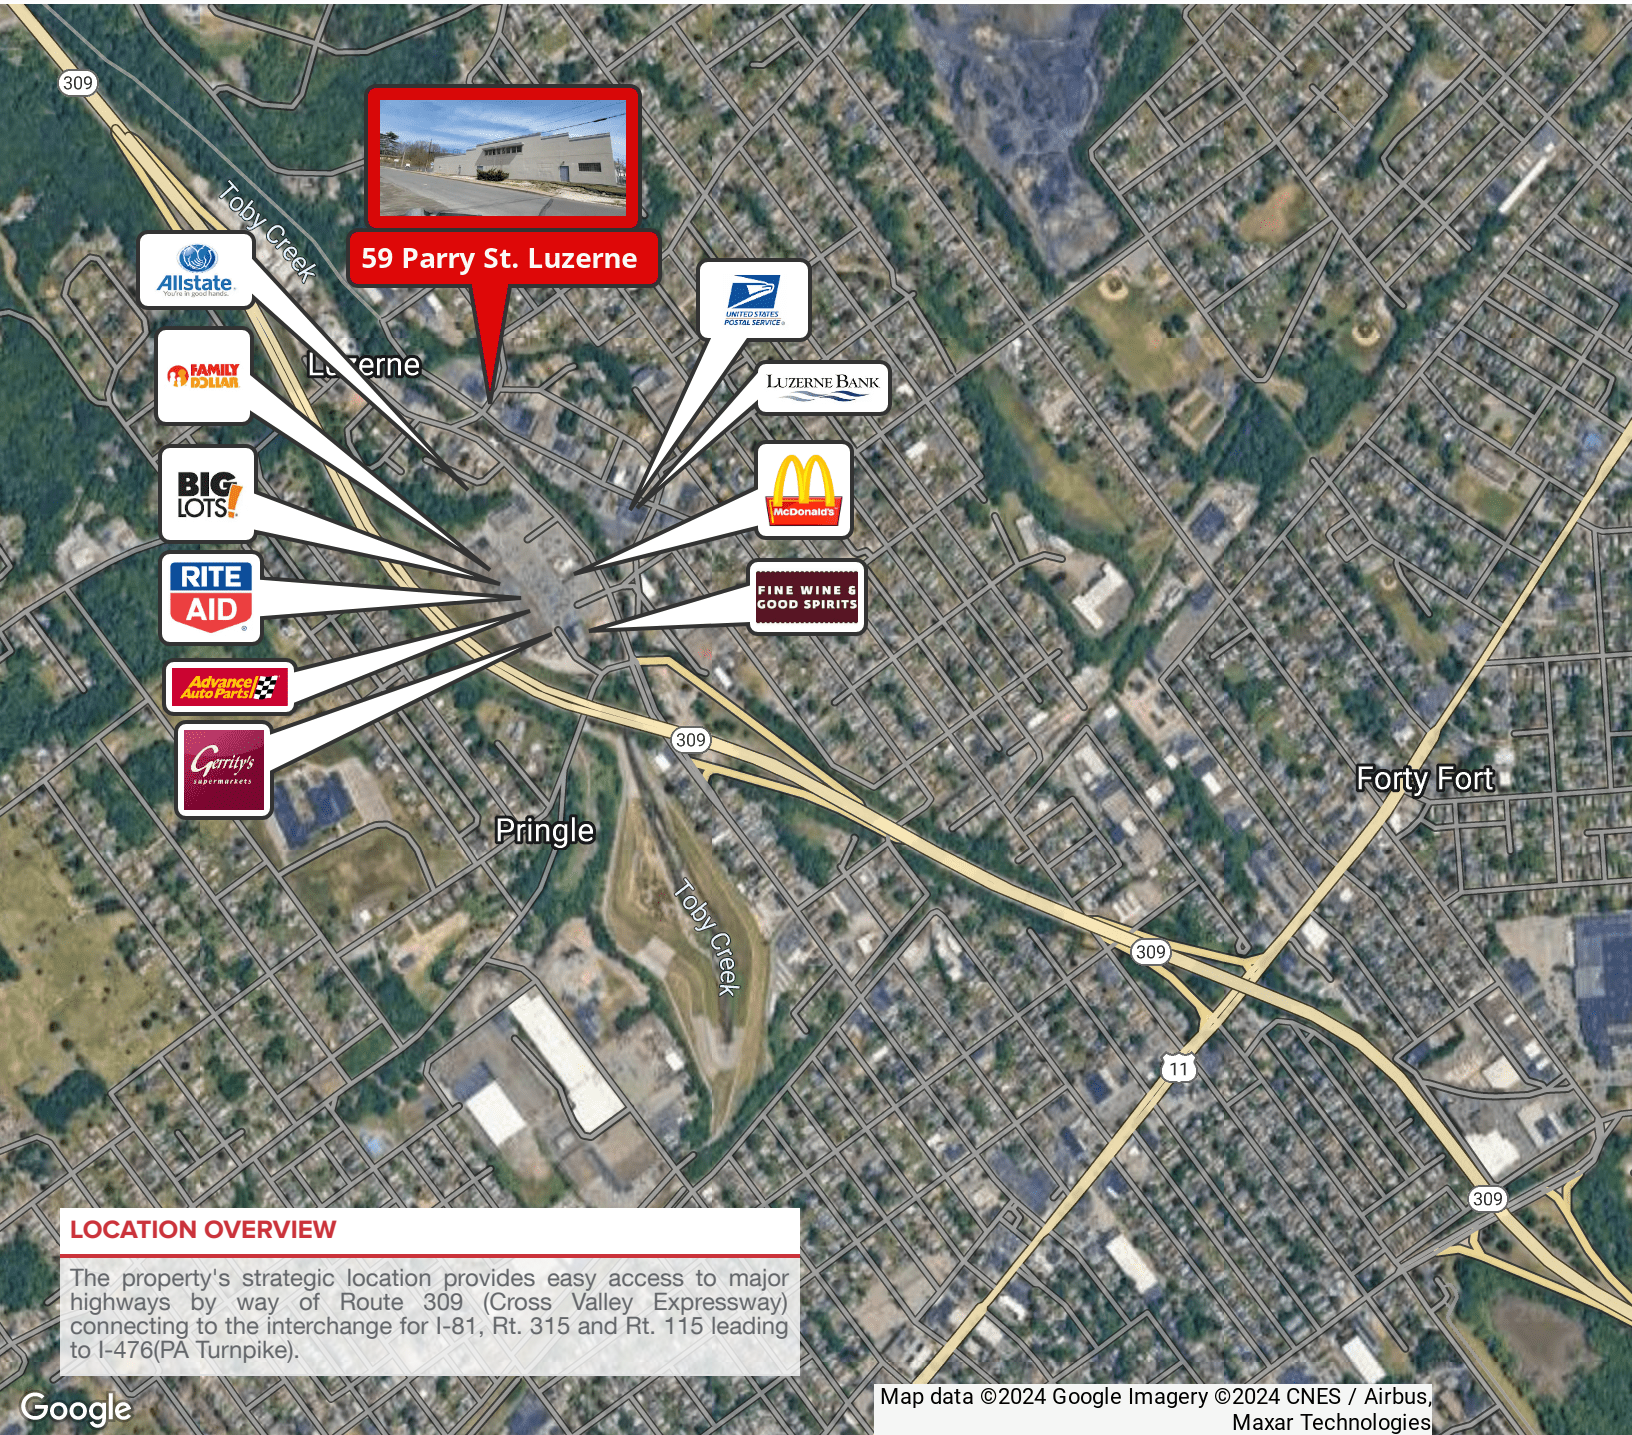 309
Toby Creek
59 Parry St. Luzerne
Allstate
You're in good hands.
UNITED STATES
POSTAL SERVICE®
FAMILY
DOLLAR
L zerne
LUZERNE BANK
BIG
LOTS!
McDonald's
RITE
AID
®
FINE WINE &
GOOD SPIRITS
Advance
Auto Parts
Gerrity's
supermarkets
309
Forty Fort
Pringle
Toby Creek
309
11
309
LOCATION OVERVIEW
The property's strategic location provides easy access to major
highways by way of Route 309 (Cross Valley Expressway)
connecting to the interchange for I-81, Rt. 315 and Rt. 115 leading
to I-476(PA Turnpike).
Google
Map data ©2024 Google Imagery ©2024 CNES / Airbus,
Maxar Technologies